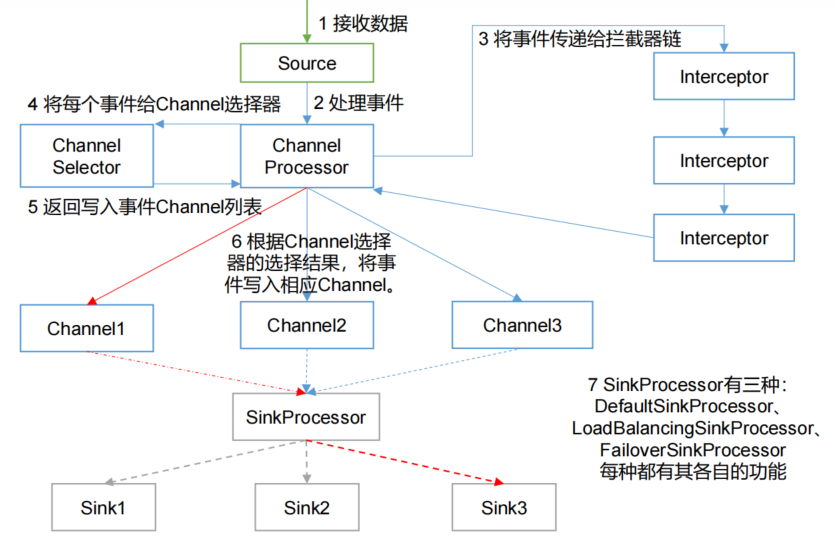 1 接收数据
Source
3 将事件传递给拦截器链
Interceptor
4 将每个事件给Channel选择器
2 处理事件
Channel
Selector
Channel
Processor
Interceptor
5 返回写入事件Channel列表
Interceptor
6 根据Channel选择
器的选择结果，将事
件写入相应Channel。
Channel1
Channel2
Channel3
SinkProcessor
7 SinkProcessor有三种：
DefaultSinkProcessor、
LoadBalancingSinkProcessor、
FailoverSinkProcessor
每种都有其各自的功能
Sink1
Sink2
Sink3